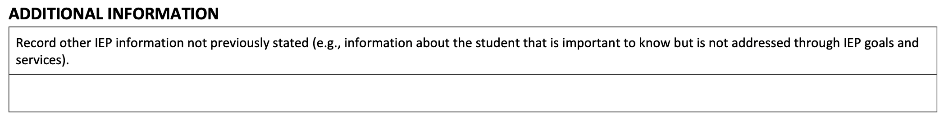 ADDITIONAL INFORMATION
Record other IEP information not previously stated (e.g., information about the student that is important to know but is not addressed through IEP goals and
services).